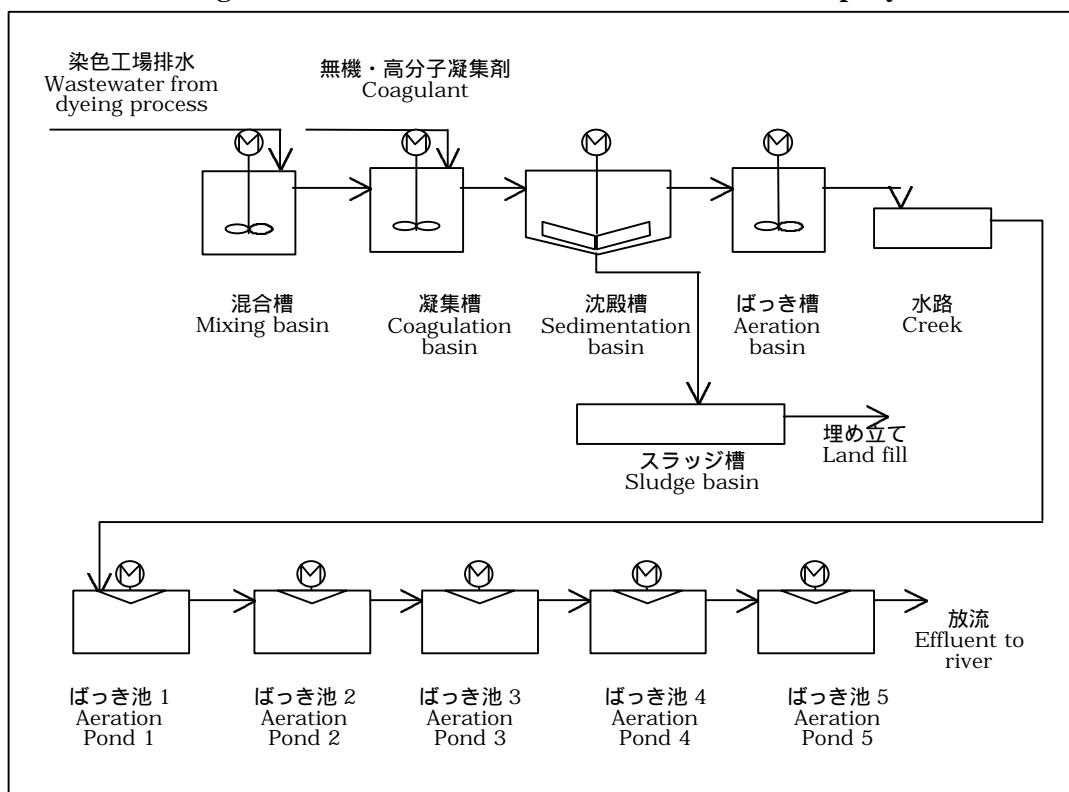 染色工場排水
Wastewater from
dyeing process
無機・高分子凝集剤
Coagulant
M
M
M
M
混合槽
Mixing basin
凝集槽
Coagulation
basin
沈殿槽
Sedimentation
basin
ばっき槽
Aeration
basin
水路
Creek
スラッジ槽
Sludge basin
埋め立て
Land fill
M
M
M
M
M
放流
Effluent to
river
ばっき池 1
Aeration
Pond 1
ばっき池 2
Aeration
Pond 2
ばっき池 3
Aeration
Pond 3
ばっき池 4
Aeration
Pond 4
ばっき池 5
Aeration
Pond 5